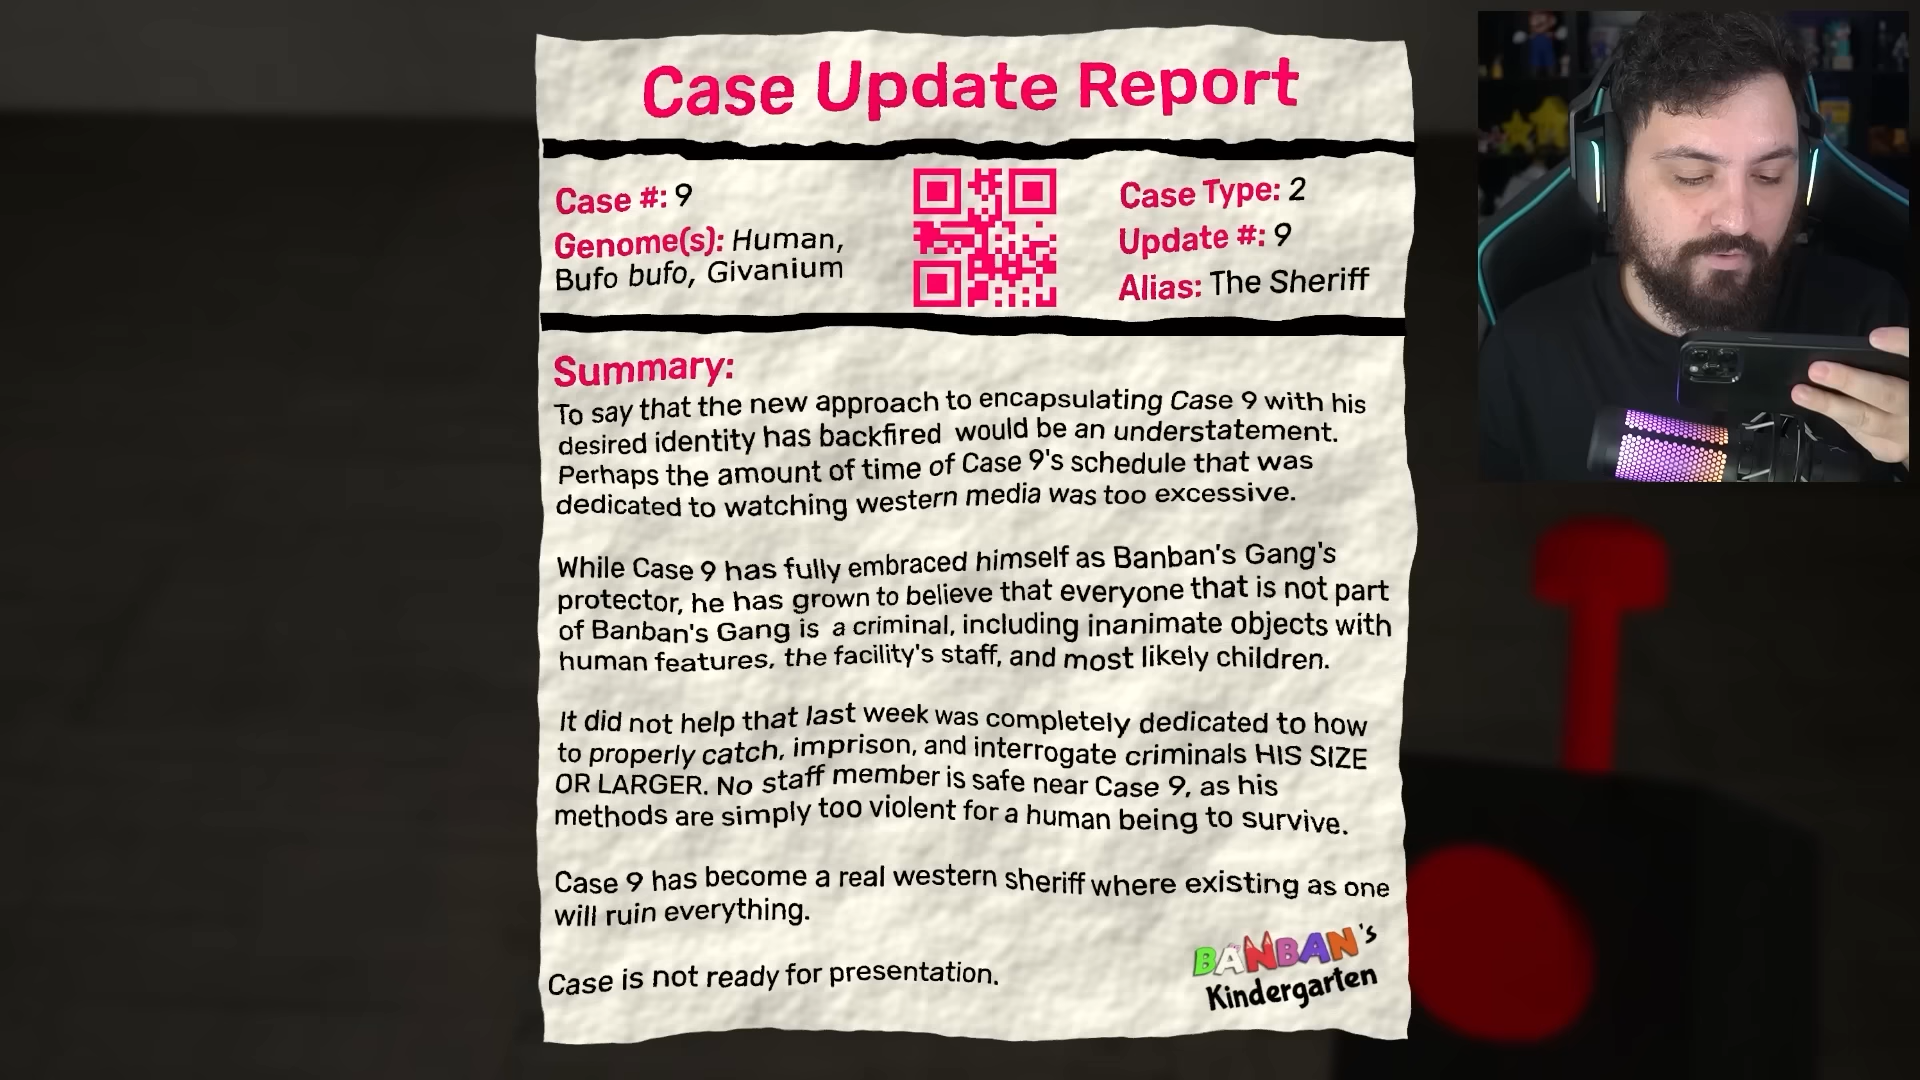 Case Update Report
Case #: 9
Genome(s): Human,
Bufo bufo, Givanium
Case Type: 2
Update #: 9
Alias: The Sheriff
Summary:
To say that the new approach to encapsulating Case 9 with his
desired identity has backfired would be an understatement.
Perhaps the amount of time of Case 9's schedule that was
dedicated to watching western media was too excessive.
While Case 9 has fully embraced himself as Banban's Gang's
protector, he has grown to believe that everyone that is not part
of Banban's Gang is a criminal, including inanimate objects with
human features, the facility's staff, and most likely children.
It did not help that last week was completely dedicated to how
to properly catch, imprison, and interrogate criminals HIS SIZE
OR LARGER. No staff member is safe near Case 9, as his
methods are simply too violent for a human being to survive.
Case 9 has become a real western sheriff where existing as one
will ruin everything.
Case is not ready for presentation.
BANBAN's
Kindergarten